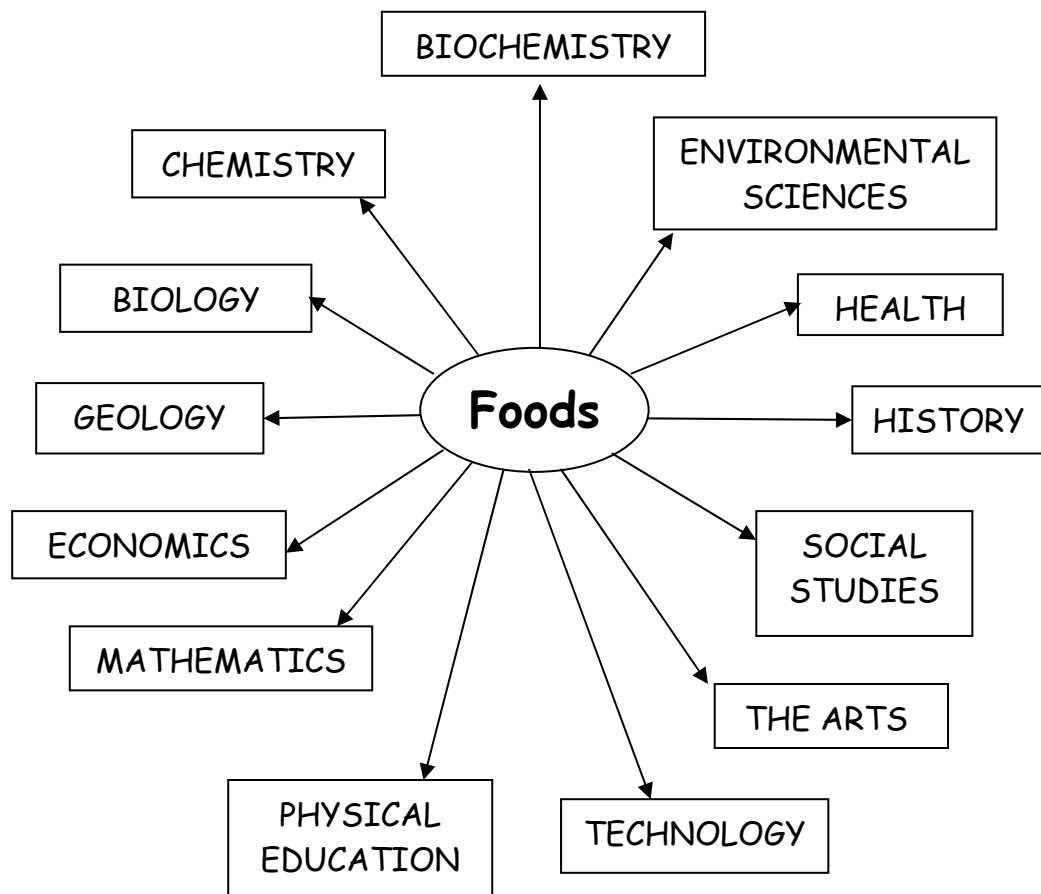 BIOCHEMISTRY
CHEMISTRY
ENVIRONMENTAL
SCIENCES
BIOLOGY
HEALTH
GEOLOGY
Foods
HISTORY
ECONOMICS
SOCIAL
STUDIES
MATHEMATICS
THE ARTS
PHYSICAL
EDUCATION
TECHNOLOGY